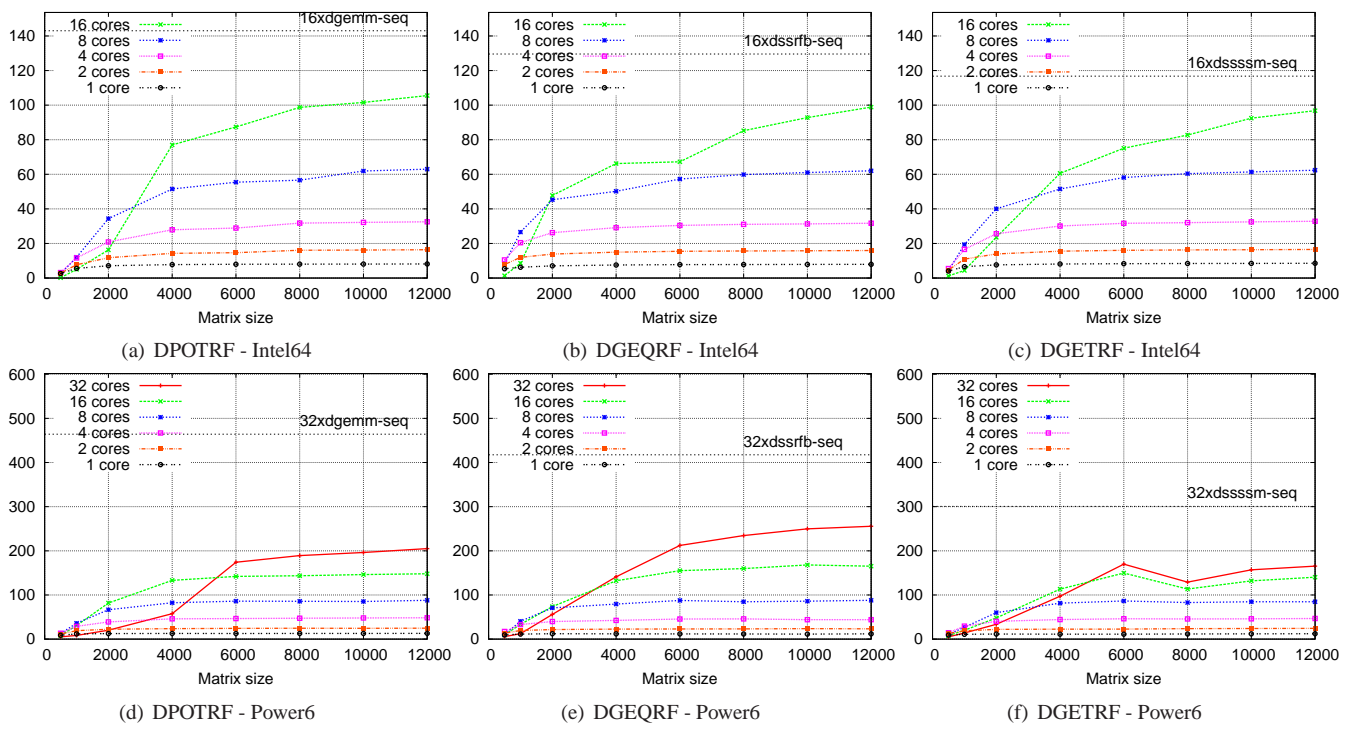 16 cores
8 cores
4 cores
2 cores
1 core
16xdgemm-seq
140
120
100
80
60
40
20
0
0 2000 4000 6000 8000 10000 12000
Matrix size
(a) DPOTRF - Intel64
16 cores
8 cores
4 cores
2 cores
1 core
16xdssrfb-seq
140
120
100
80
60
40
20
0
0 2000 4000 6000 8000 10000 12000
Matrix size
(b) DGEQRF - Intel64
16 cores
8 cores
4 cores
2 cores
1 core
16xdssssm-seq
140
120
100
80
60
40
20
0
0 2000 4000 6000 8000 10000 12000
Matrix size
(c) DGETRF - Intel64
32 cores
16 cores
8 cores
4 cores
2 cores
1 core
32xdgemm-seq
600
500
400
300
200
100
0
0 2000 4000 6000 8000 10000 12000
Matrix size
(d) DPOTRF - Power6
32 cores
16 cores
8 cores
4 cores
2 cores
1 core
32xdssrfb-seq
600
500
400
300
200
100
0
0 2000 4000 6000 8000 10000 12000
Matrix size
(e) DGEQRF - Power6
32 cores
16 cores
8 cores
4 cores
2 cores
1 core
32xdssssm-seq
600
500
400
300
200
100
0
0 2000 4000 6000 8000 10000 12000
Matrix size
(f) DGETRF - Power6